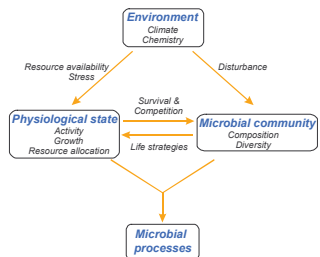 Environment
Climate
Chemistry
Resource availability
Stress
Disturbance
Survival &
Competition
Physiological state
Activity
Growth
Resource allocation
Life strategies
Microbial community
Composition
Diversity
Microbial
processes